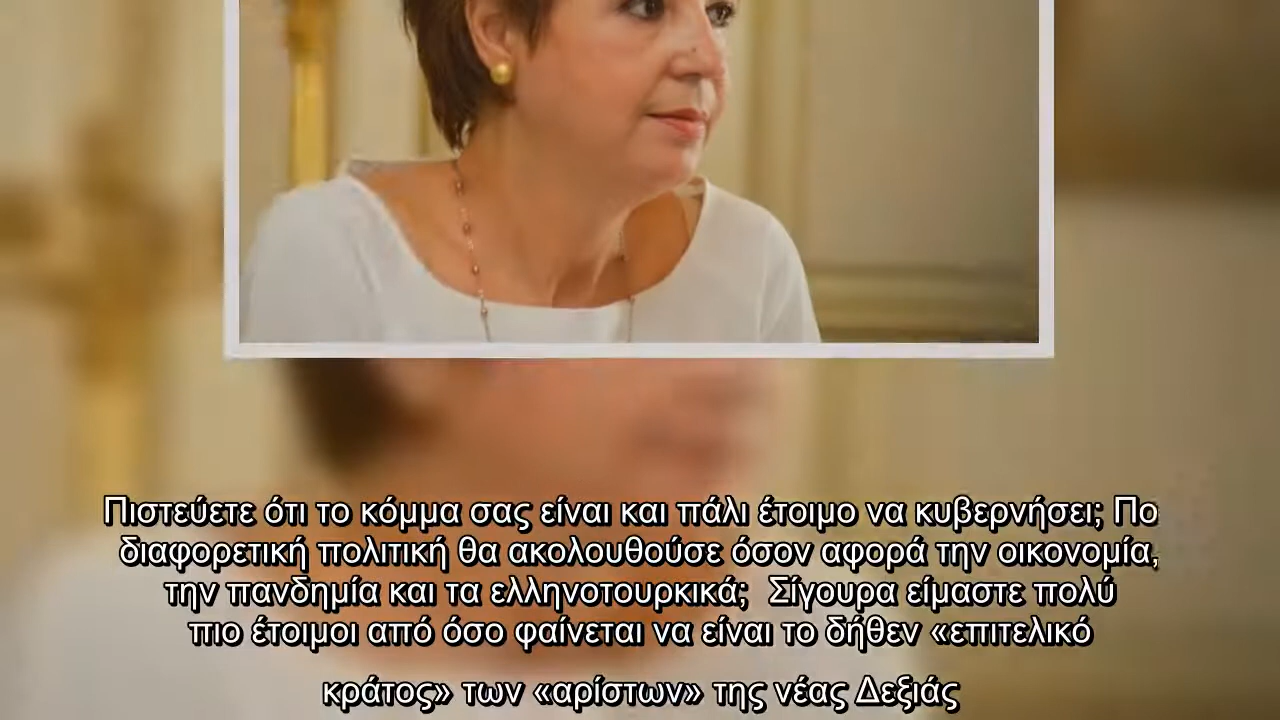 Πιστεύετε ότι το κόμμα σας είναι και πάλι έτοιμο να κυβερνήσει; Πο
διαφορετική πολιτική θα ακολουθούσε όσον αφορά την οικονομία,
την πανδημία και τα ελληνοτουρκικά;  Σίγουρα είμαστε πολύ
πιο έτοιμοι από όσο φαίνεται να είναι το δήθεν «επιτελικό
κράτος» των «αρίστων» της νέας Δεξιάς